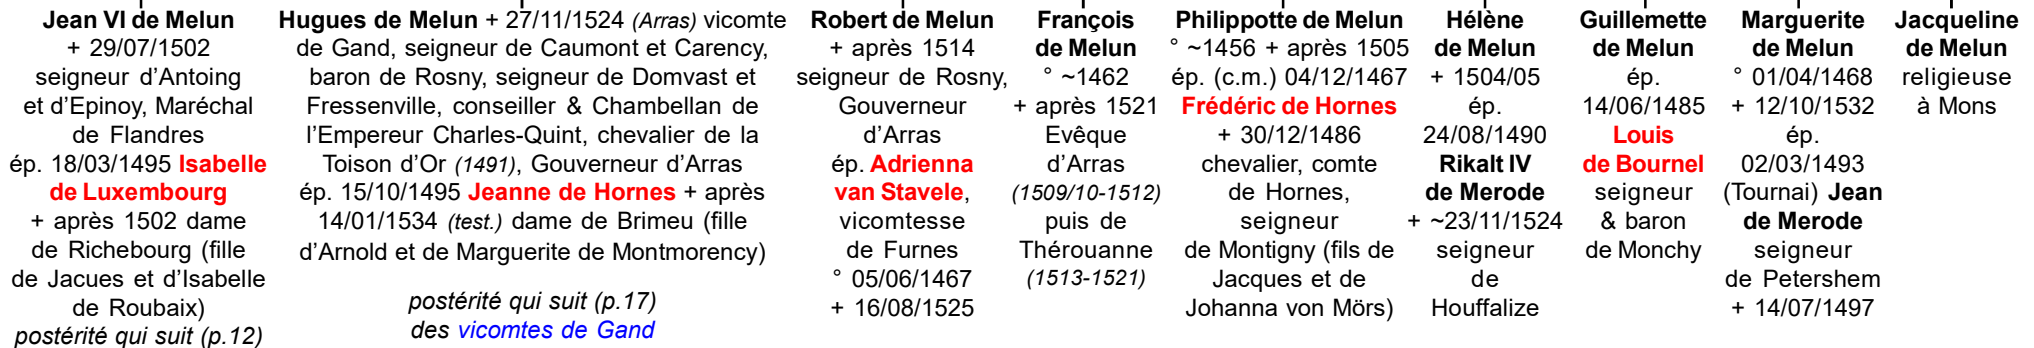 Jean VI de Melun
+ 29/07/1502
seigneur d’Antoing
et d’Epinoy, Maréchal
de Flandres
ép. 18/03/1495 Isabelle
de Luxembourg
+ après 1502 dame
de Richebourg (fille
de Jacues et d’Isabelle
de Roubaix)
postérité qui suit (p.12)
Hugues de Melun + 27/11/1524 (Arras) vicomte
de Gand, seigneur de Caumont et Carency,
baron de Rosny, seigneur de Domvast et
Fressenville, conseiller & Chambellan de
l’Empereur Charles-Quint, chevalier de la
Toison d’Or (1491), Gouverneur d’Arras
ép. 15/10/1495 Jeanne de Hornes + après
14/01/1534 (test.) dame de Brimeu (fille
d’Arnold et de Marguerite de Montmorency)
postérité qui suit (p.17)
des vicomtes de Gand
Robert de Melun
+ après 1514
seigneur de Rosny,
Gouverneur
d’Arras
ép. Adrienna
van Stavele,
vicomtesse
de Furnes
° 05/06/1467
+ 16/08/1525
François
de Melun
° ~1462
+ après 1521
Evêque
d’Arras
(1509/10-1512)
puis de
Thérouanne
(1513-1521)
Philippotte de Melun
° ~1456 + après 1505
ép. (c.m.) 04/12/1467
Frédéric de Hornes
+ 30/12/1486
chevalier, comte
de Hornes,
seigneur
de Montigny (fils de
Jacques et de
Johanna von Mörs)
Hélène
de Melun
+ 1504/05
ép.
24/08/1490
Rikalt IV
de Merode
+ ~23/11/1524
seigneur
de
Houffalize
Guillemette
de Melun
ép.
14/06/1485
Louis
de Bournel
seigneur
& baron
de Monchy
Marguerite
de Melun
° 01/04/1468
+ 12/10/1532
ép.
02/03/1493
(Tournai) Jean
de Merode
seigneur
de Petershem
+ 14/07/1497
Jacqueline
de Melun
religieuse
à Mons